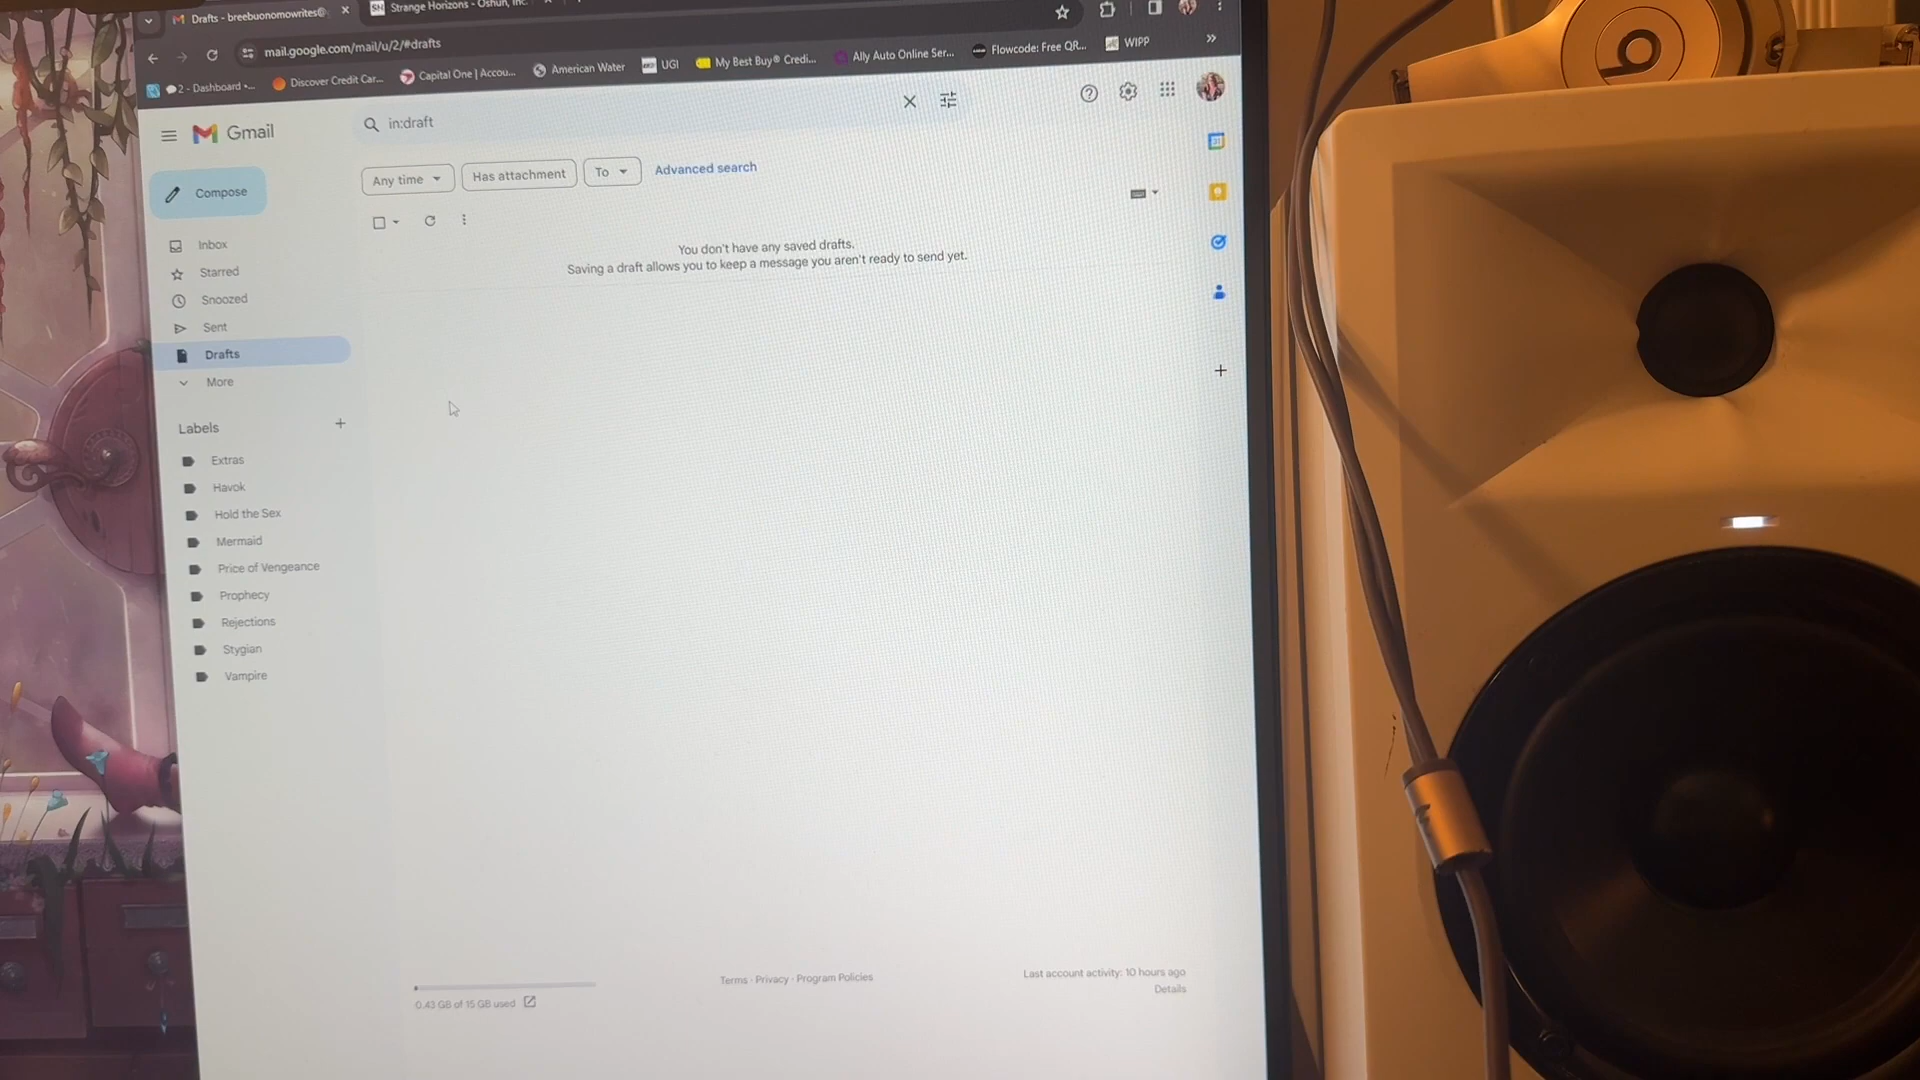 Drafts - breebuonomowrites@
SH Strange Horizons - Oshun, Inc.
mail.google.com/mail/u/2/#drafts
2 - Dashboard •...
Discover Credit Car...
Capital One | Accou...
American Water
UGI
My Best Buy® Credi...
Ally Auto Online Ser...
Flowcode: Free QR...
WIPP
Gmail
in:draft
Compose
Any time
Has attachment
To
Advanced search
You don't have any saved drafts.
Saving a draft allows you to keep a message you aren't ready to send yet.
Inbox
Starred
Snoozed
Sent
Drafts
More
Labels
Extras
Havok
Hold the Sex
Mermaid
Price of Vengeance
Prophecy
Rejections
Stygian
Vampire
0.43 GB of 15 GB used
Terms · Privacy · Program Policies
Last account activity: 10 hours ago
Details